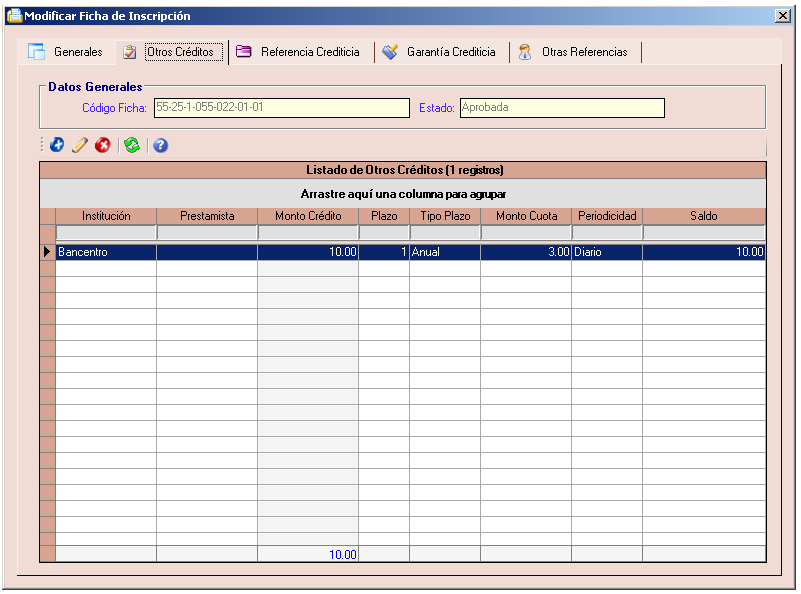 Modificar Ficha de Inscripción
Generales Otros Créditos Referencia Crediticia Garantía Crediticia Otras Referencias
Datos Generales
Código Ficha: 55-25-1-055-022-01-01 Estado: Aprobada
Listado de Otros Créditos (1 registros)
Arrastre aquí una columna para agrupar
Institución Prestamista Monto Crédito Plazo Tipo Plazo Monto Cuota Periodicidad Saldo
Bancentro 10.00 1 Anual 3.00 Diario 10.00
10.00